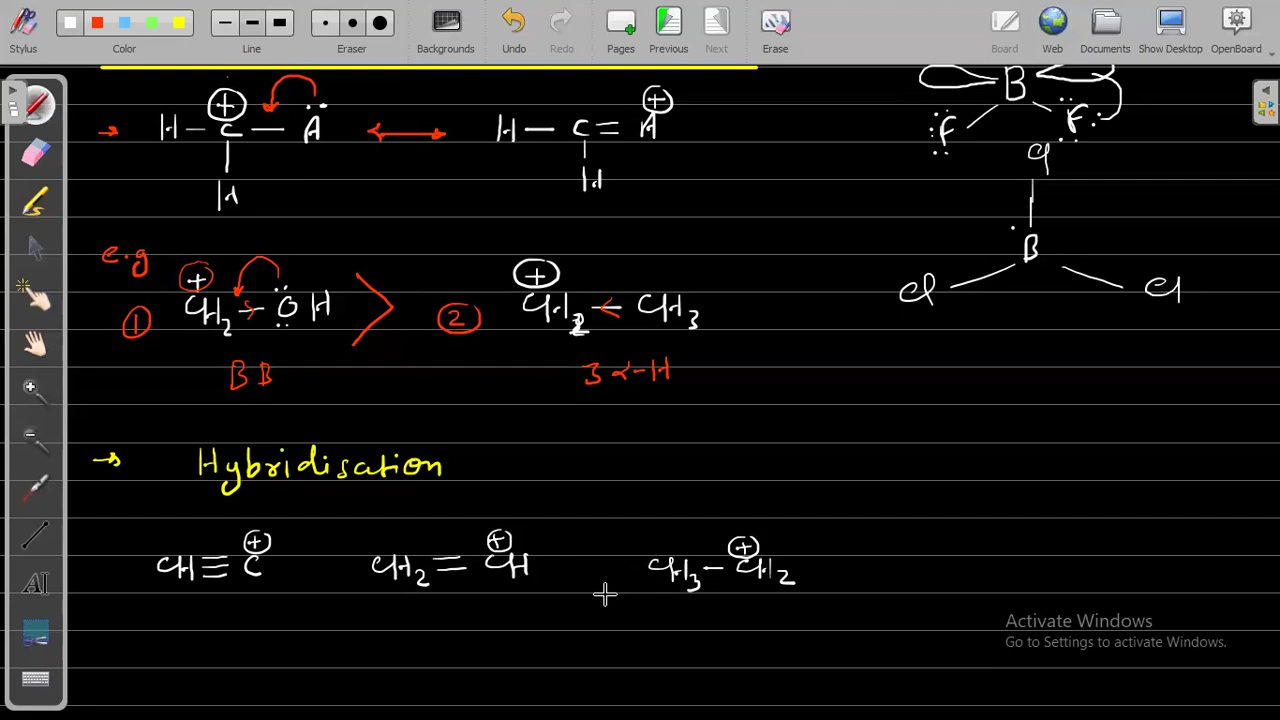 Stylus Color Line Eraser Backgrounds Undo Redo Pages Previous Next Erase Board Web Documents Show Desktop OpenBoard
→ H – C⊕ – Ä ↔ H – C = A⊕
H H
B
F F
Cl
B
Cl Cl
e.g
① CH₂⊕ – ÖH > ② CH₂⊕ – CH₃
BB 3α-H
→ Hybridisation
CH ≡ C⊕ CH₂ = CH⊕ CH₃ – CH₂⊕
Activate Windows
Go to Settings to activate Windows.